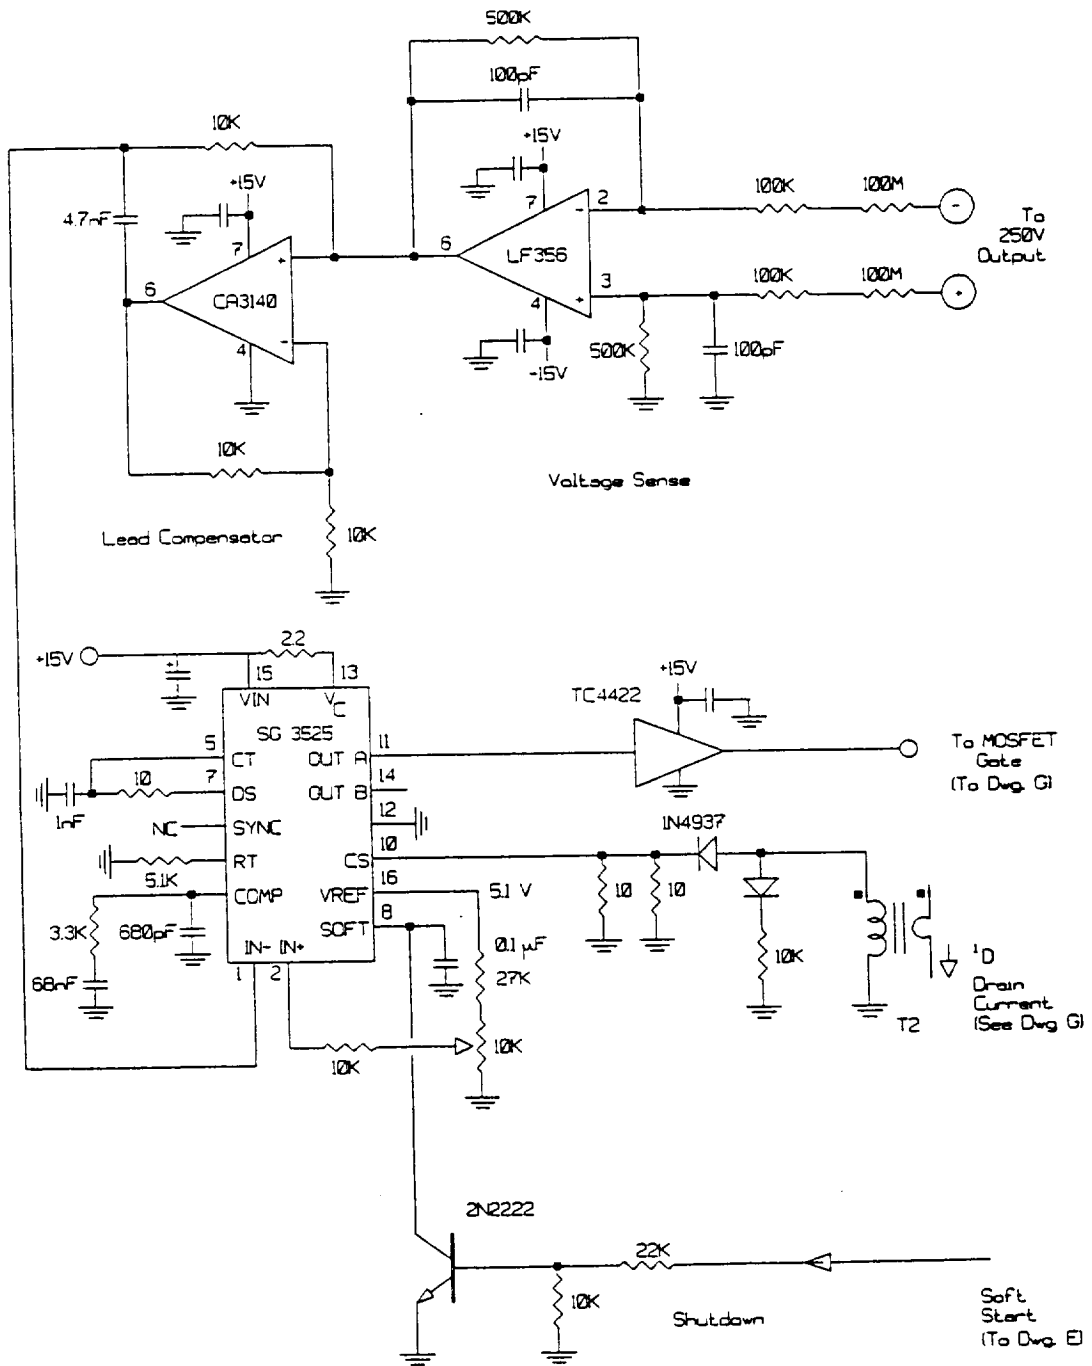 500K
100pF
10K
+15V
+15V
4.7nF
7
6
CA3140
4
+
-
6
7
2
-
LF356
3
+
4
-15V
100K
100M
-
To
250V
Output
100K
100M
+
500K
100pF
10K
10K
Voltage Sense
Lead Compensator
+15V
2.2
15
13
+
VIN
VC
SG 3525
5
CT
OUT A
11
7
10
DS
OUT B
14
1nF
NC
SYNC
12
10
RT
CS
5.1K
COMP
VREF
16
5.1 V
3.3K
680pF
SOFT
8
IN- IN+
1
2
68nF
0.1 µF
27K
10K
10K
TC4422
+15V
To MOSFET
Gate
(To Dwg. G)
1N4937
10
10
10K
T2
ID
Drain
Current
(See Dwg G)
2N2222
22K
10K
Shutdown
Soft
Start
(To Dwg. E)